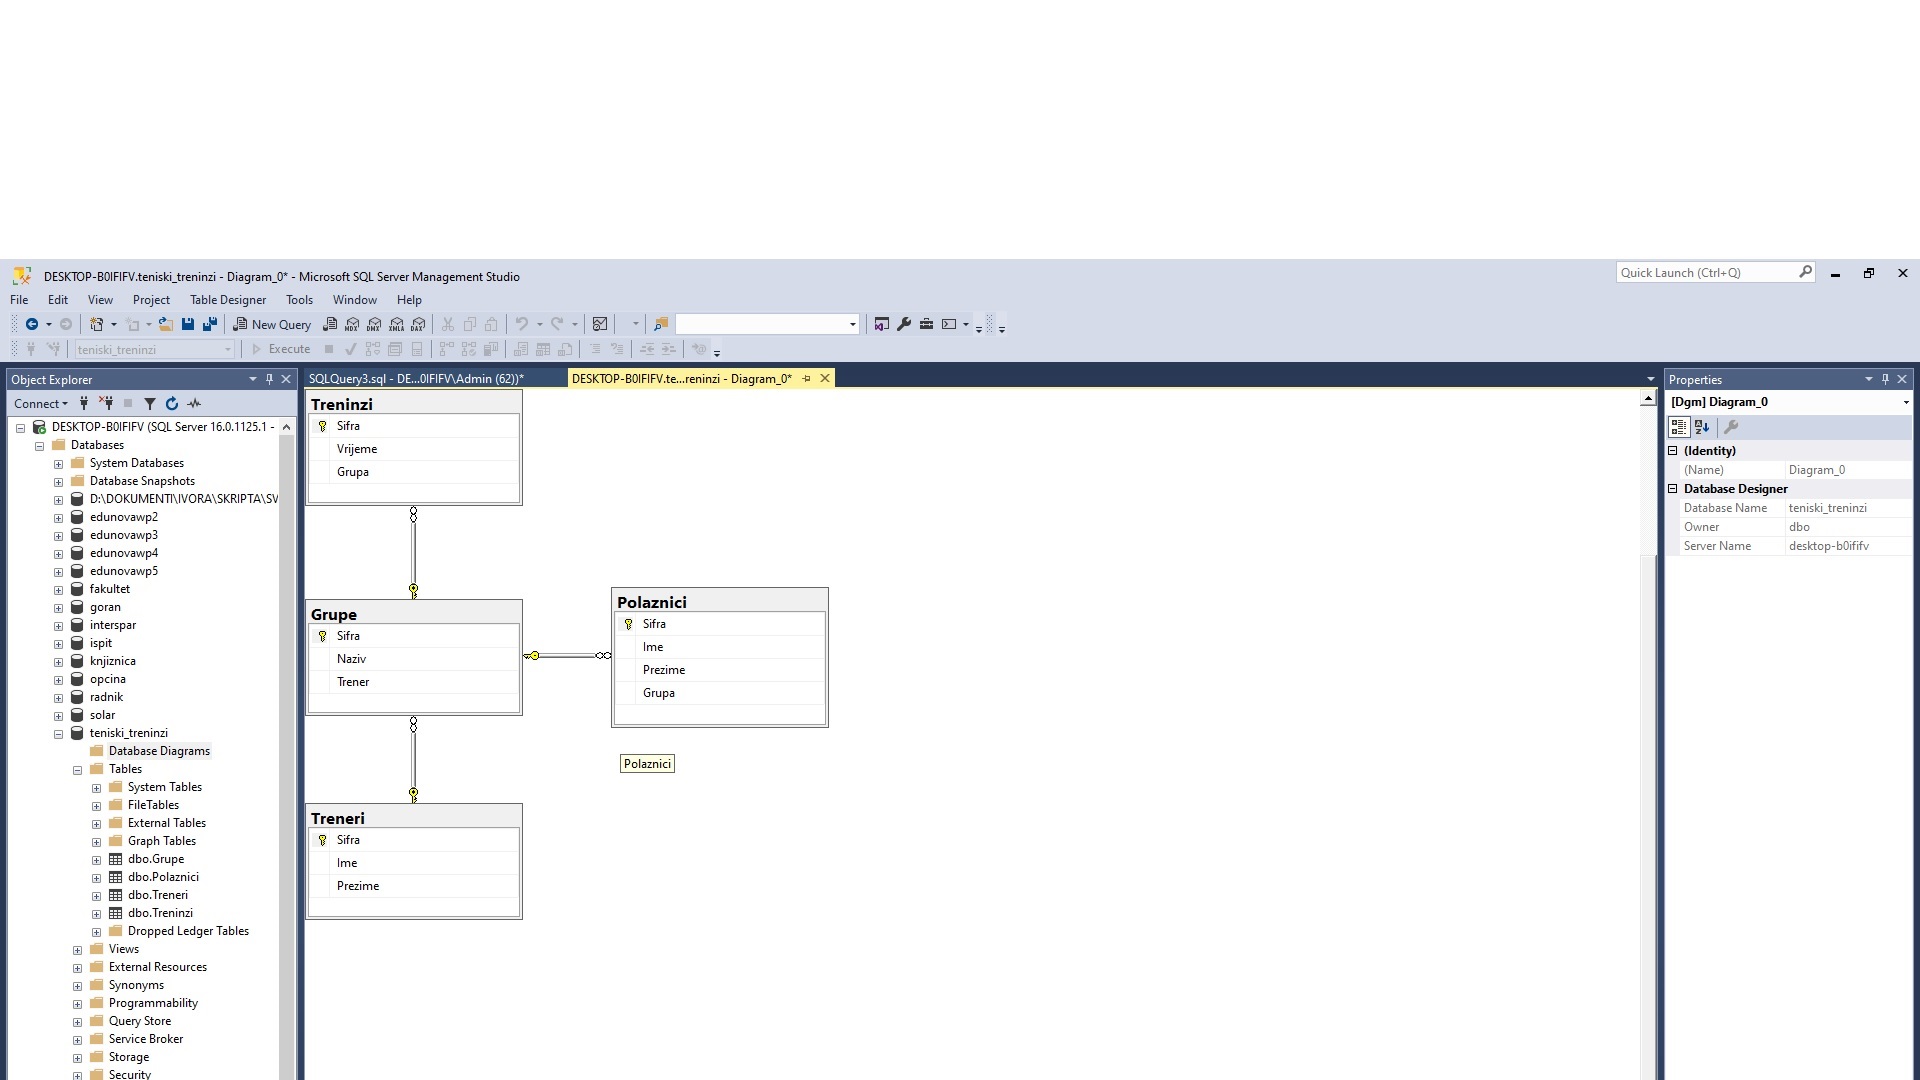 DESKTOP-B0IFIFV.teniski_treninzi - Diagram_0* - Microsoft SQL Server Management Studio
Quick Launch (Ctrl+Q)
File Edit View Project Table Designer Tools Window Help
New Query MDX DMX XMLA DAX
teniski_treninzi Execute
Object Explorer
Connect
DESKTOP-B0IFIFV (SQL Server 16.0.1125.1 -
Databases
System Databases
Database Snapshots
D:\DOKUMENTI\IVORA\SKRIPTA\SV
edunovawp2
edunovawp3
edunovawp4
edunovawp5
fakultet
goran
interspar
ispit
knjiznica
opcina
radnik
solar
teniski_treninzi
Database Diagrams
Tables
System Tables
FileTables
External Tables
Graph Tables
dbo.Grupe
dbo.Polaznici
dbo.Treneri
dbo.Treninzi
Dropped Ledger Tables
Views
External Resources
Synonyms
Programmability
Query Store
Service Broker
Storage
Security
SQLQuery3.sql - DE...0IFIFV\Admin (62))*
DESKTOP-B0IFIFV.te...reninzi - Diagram_0*
Treninzi
Sifra
Vrijeme
Grupa
Grupe
Sifra
Naziv
Trener
Polaznici
Sifra
Ime
Prezime
Grupa
Polaznici
Treneri
Sifra
Ime
Prezime
Properties
[Dgm] Diagram_0
(Identity)
(Name) Diagram_0
Database Designer
Database Name teniski_treninzi
Owner dbo
Server Name desktop-b0ififv